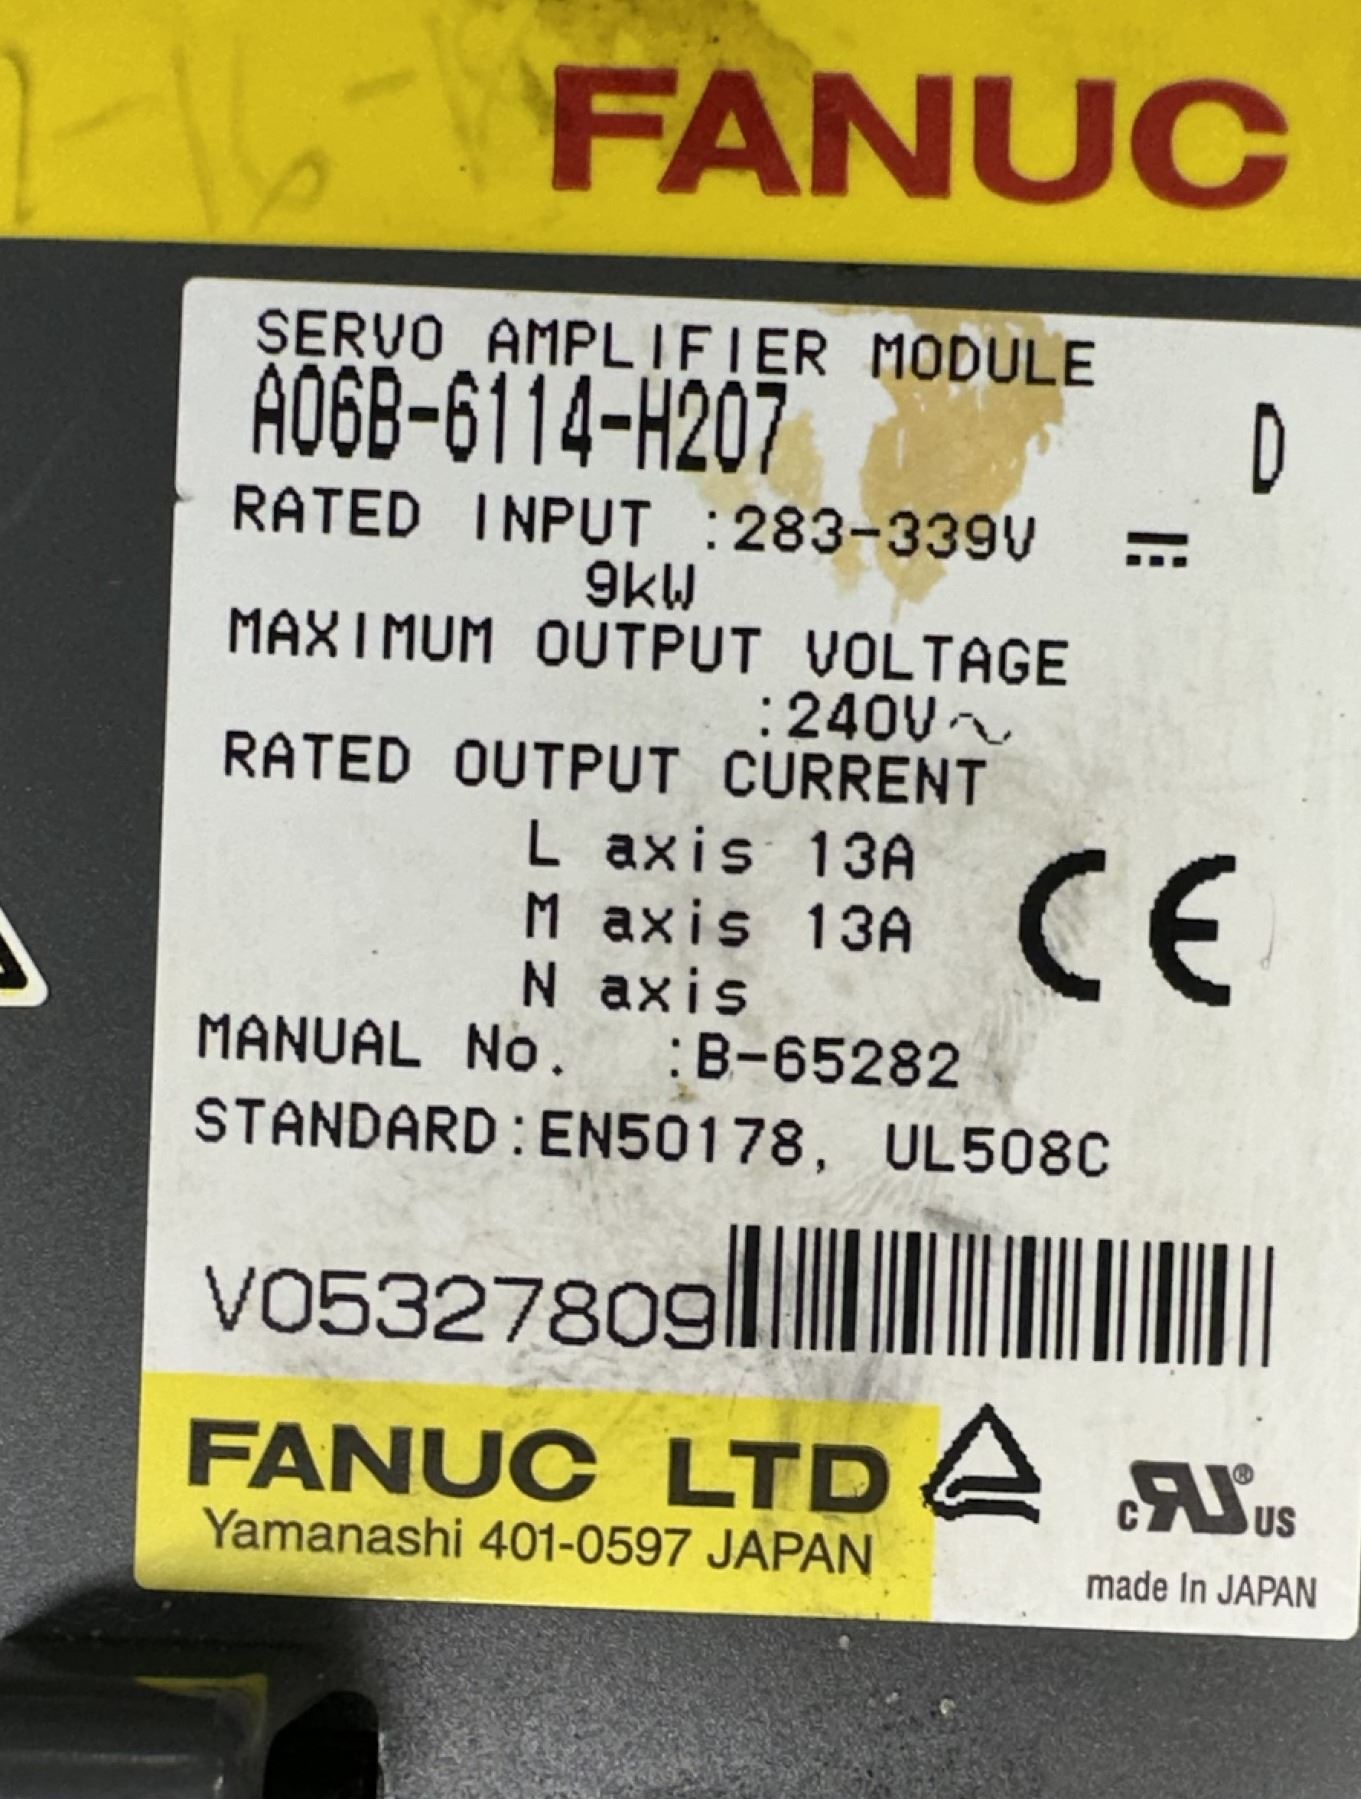 FANUC
SERVO AMPLIFIER MODULE
A06B-6114-H207 D
RATED INPUT :283-339V ⎓
9kW
MAXIMUM OUTPUT VOLTAGE
:240V~
RATED OUTPUT CURRENT
L axis 13A
M axis 13A
N axis
MANUAL No. :B-65282
STANDARD:EN50178, UL508C
CE
V05327809
FANUC LTD
Yamanashi 401-0597 JAPAN
c RU ® US
made In JAPAN